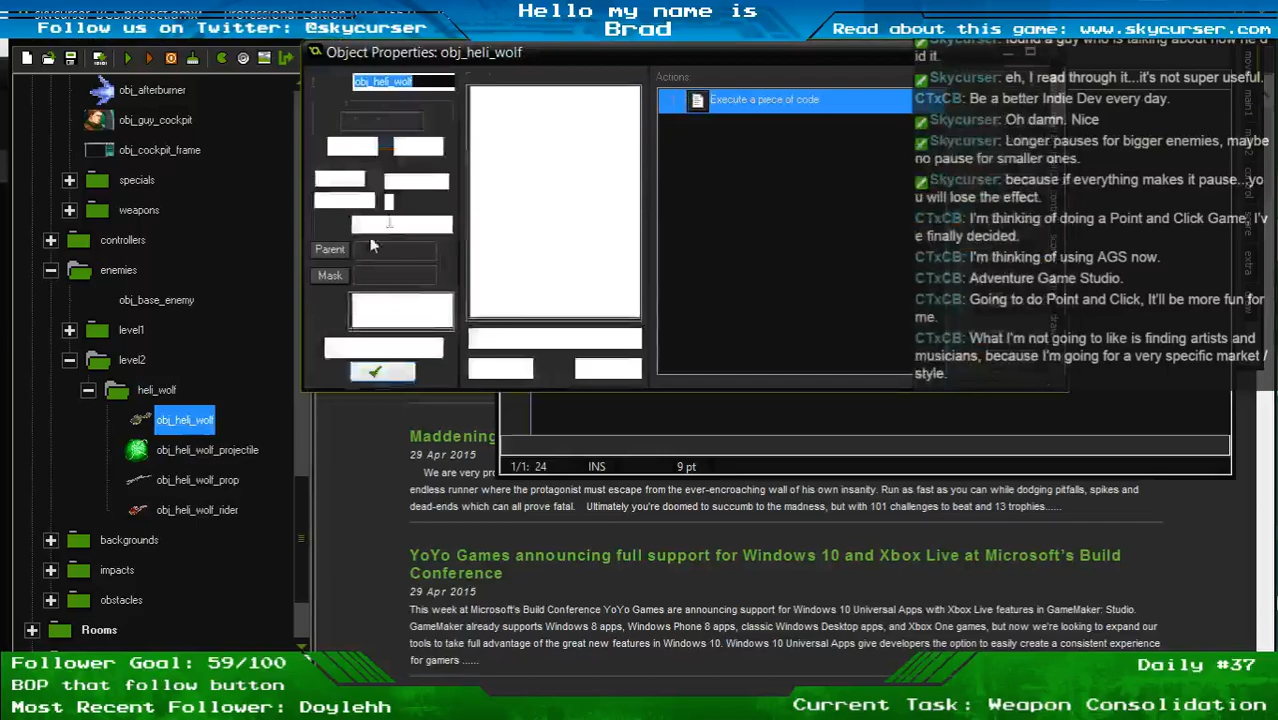 Hello my name is
Brad
Follow us on Twitter: @skycurser
Read about this game: www.skycurser.com
Object Properties: obj_heli_wolf
obj_heli_wolf
Actions:
Execute a piece of code
Parent
Mask
obj_afterburner
obj_guy_cockpit
obj_cockpit_frame
specials
weapons
controllers
enemies
obj_base_enemy
level1
level2
heli_wolf
obj_heli_wolf
obj_heli_wolf_projectile
obj_heli_wolf_prop
obj_heli_wolf_rider
backgrounds
impacts
obstacles
Rooms
id it.
Skycurser: eh, I read through it...it's not super useful.
CTxCB: Be a better Indie Dev every day.
Skycurser: Oh damn. Nice
Skycurser: Longer pauses for bigger enemies, maybe
no pause for smaller ones.
Skycurser: because if everything makes it pause...yo
u will lose the effect.
CTxCB: I'm thinking of doing a Point and Click Game, I'v
e finally decided.
CTxCB: I'm thinking of using AGS now.
CTxCB: Adventure Game Studio.
CTxCB: Going to do Point and Click, It'll be more fun for
me.
CTxCB: What I'm not going to like is finding artists and
musicians, because I'm going for a very specific market /
style.
1/1: 24
INS
9 pt
Maddening
29 Apr 2015
We are very pro
endless runner where the protagonist must escape from the ever-encroaching wall of his own insanity. Run as fast as you can while dodging pitfalls, spikes and
dead-ends which can all prove fatal. Ultimately you're doomed to succumb to the madness, but with 101 challenges to beat and 13 trophies......
YoYo Games announcing full support for Windows 10 and Xbox Live at Microsoft's Build
Conference
29 Apr 2015
This week at Microsoft's Build Conference YoYo Games are announcing support for Windows 10 Universal Apps with Xbox Live features in GameMaker: Studio.
GameMaker already supports Windows 8 apps, Windows Phone 8 apps, classic Windows Desktop apps, and Xbox One games, but now we're looking to expand our
tools to take full advantage of the great new features in Windows 10. Windows 10 Universal Apps give developers the option to easily create a consistent experience
for gamers ......
Follower Goal: 59/100
BOP that follow button
Most Recent Follower: Doylehh
Daily #37
Current Task: Weapon Consolidation